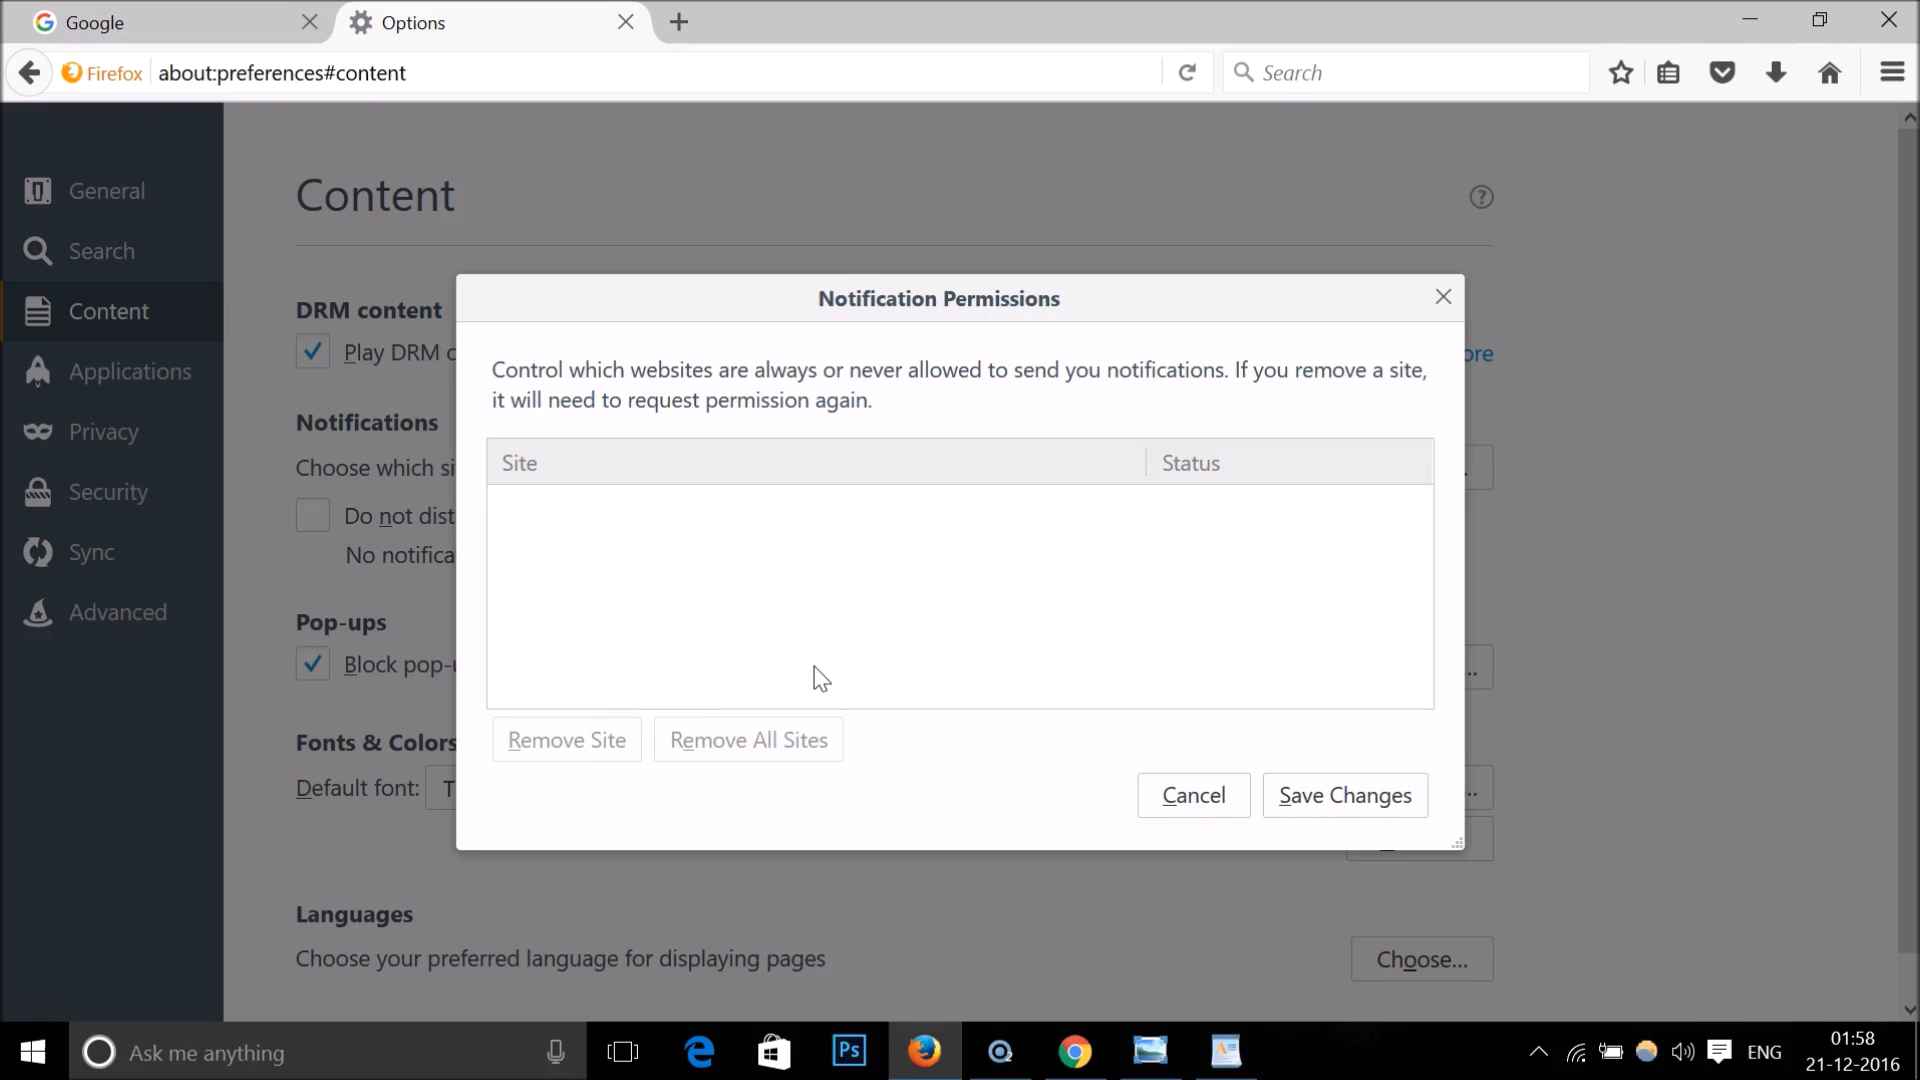 Google
Options
Firefox
about:preferences#content
Search
General
Search
Content
Applications
Privacy
Security
Sync
Advanced
Content
DRM content
Play DRM c
ore
Notifications
Choose which si
Do not dist
No notifica
Pop-ups
Block pop-u
Fonts & Colors
Default font: T
Languages
Choose your preferred language for displaying pages
Choose...
Notification Permissions
Control which websites are always or never allowed to send you notifications. If you remove a site,
it will need to request permission again.
Site Status
Remove Site Remove All Sites
Cancel Save Changes
Ask me anything
Ps
ENG
01:58
21-12-2016